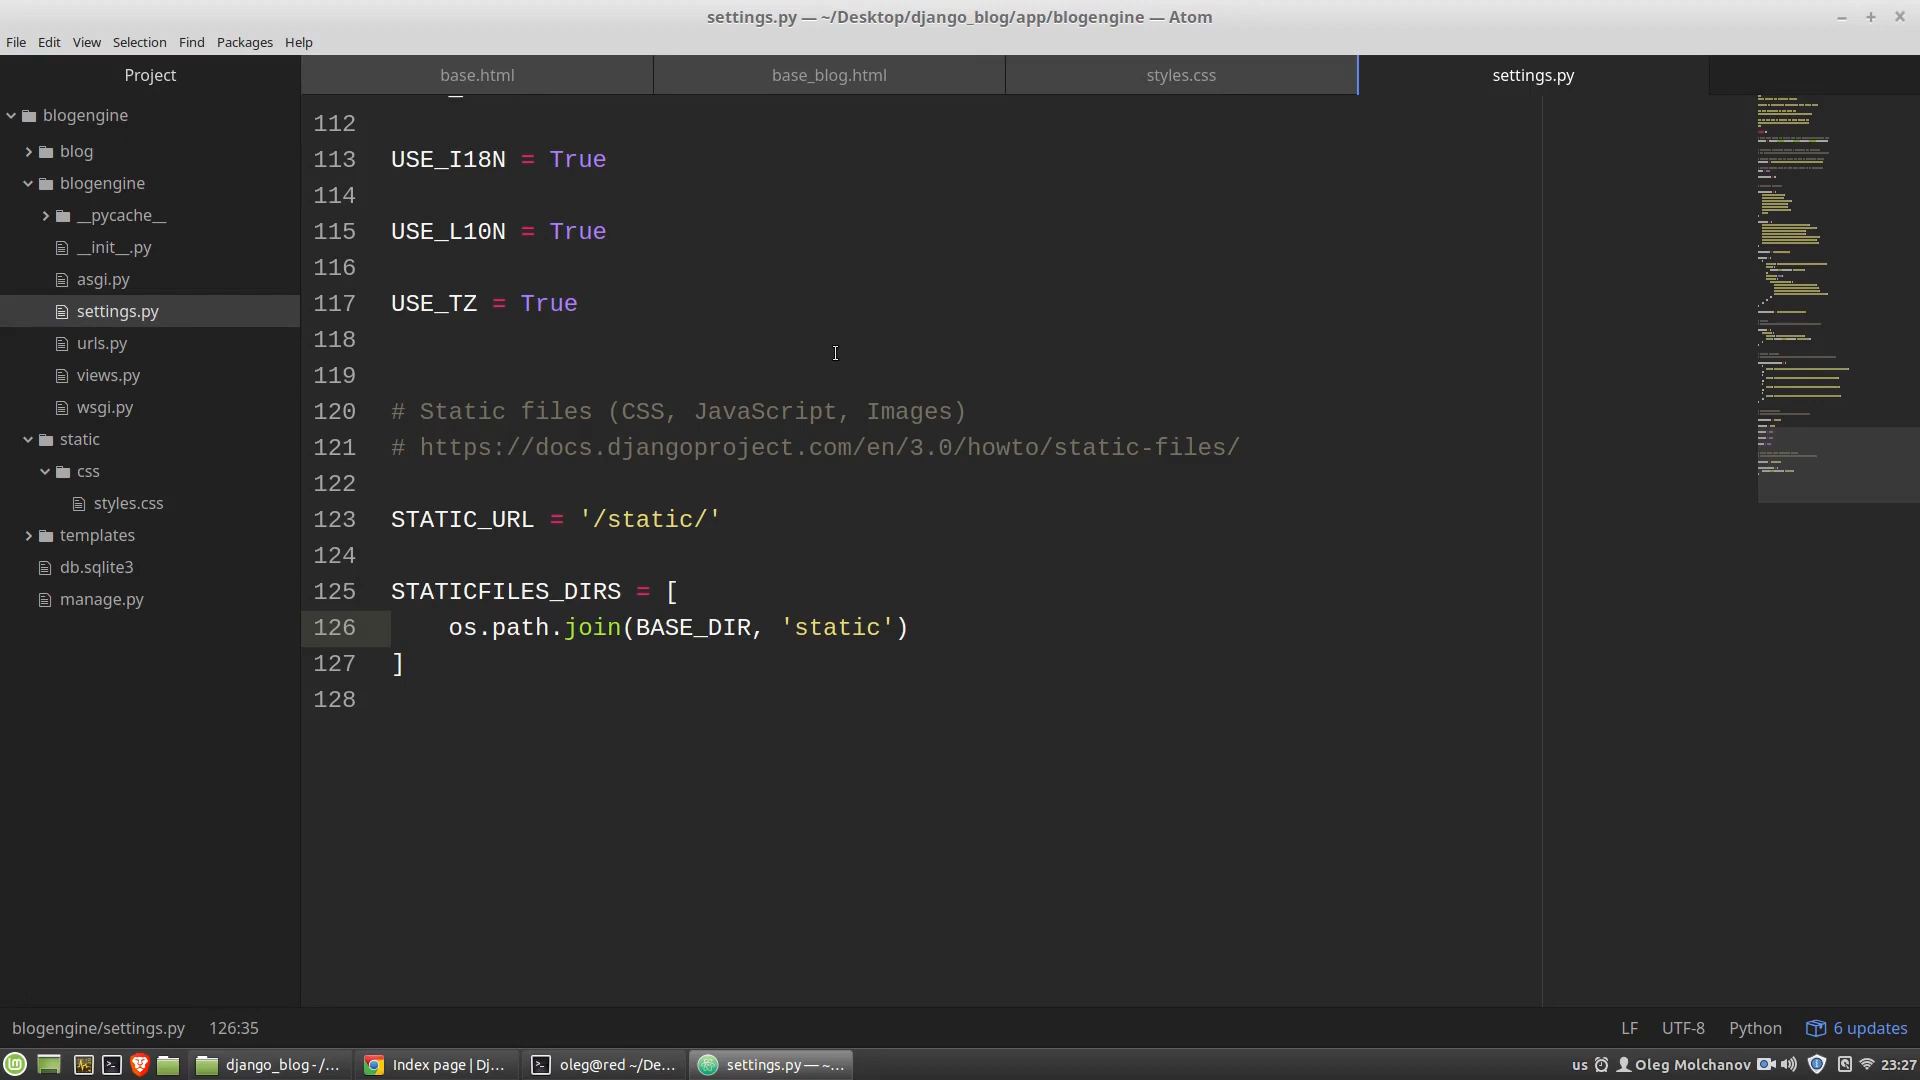 settings.py — ~/Desktop/django_blog/app/blogengine — Atom
File Edit View Selection Find Packages Help
Project
base.html
base_blog.html
styles.css
settings.py
blogengine
blog
blogengine
__pycache__
__init__.py
asgi.py
settings.py
urls.py
views.py
wsgi.py
static
css
styles.css
templates
db.sqlite3
manage.py
112
113 USE_I18N = True
114
115 USE_L10N = True
116
117 USE_TZ = True
118
119
120 # Static files (CSS, JavaScript, Images)
121 # https://docs.djangoproject.com/en/3.0/howto/static-files/
122
123 STATIC_URL = '/static/'
124
125 STATICFILES_DIRS = [
126 os.path.join(BASE_DIR, 'static')
127 ]
128
blogengine/settings.py 126:35
LF UTF-8 Python 6 updates
django_blog - /...
Index page | Dj...
oleg@red ~/De...
settings.py — ~...
us Oleg Molchanov 23:27